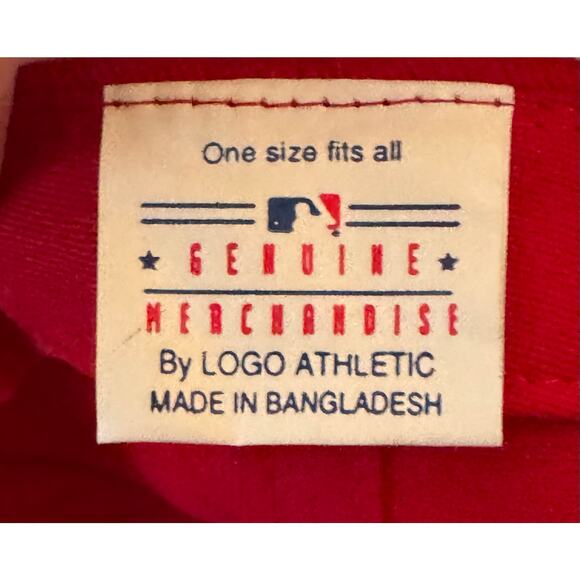 One size fits all
GENUINE
MERCHANDISE
By LOGO ATHLETIC
MADE IN BANGLADESH